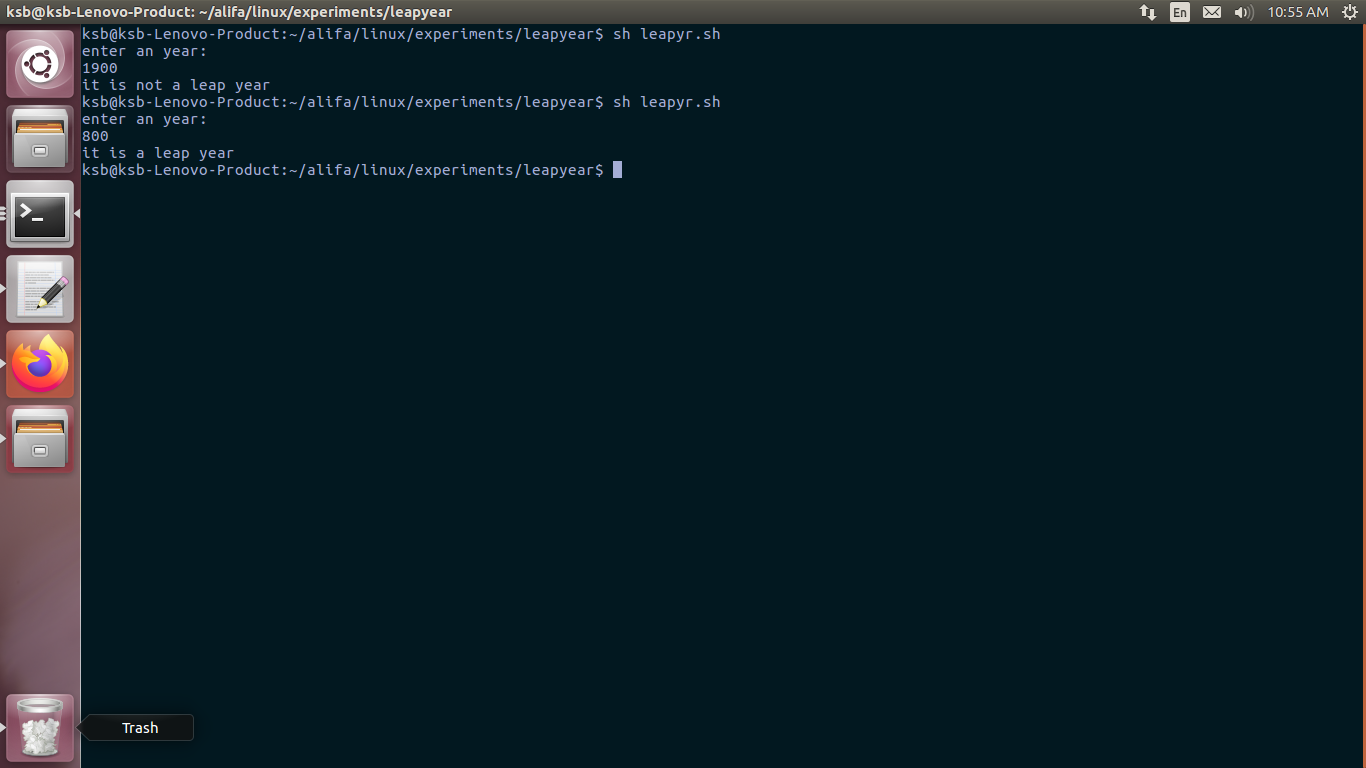 ksb@ksb-Lenovo-Product: ~/alifa/linux/experiments/leapyear
En
10:55 AM
ksb@ksb-Lenovo-Product:~/alifa/linux/experiments/leapyear$ sh leapyr.sh
enter an year:
1900
it is not a leap year
ksb@ksb-Lenovo-Product:~/alifa/linux/experiments/leapyear$ sh leapyr.sh
enter an year:
800
it is a leap year
ksb@ksb-Lenovo-Product:~/alifa/linux/experiments/leapyear$
>_
Trash